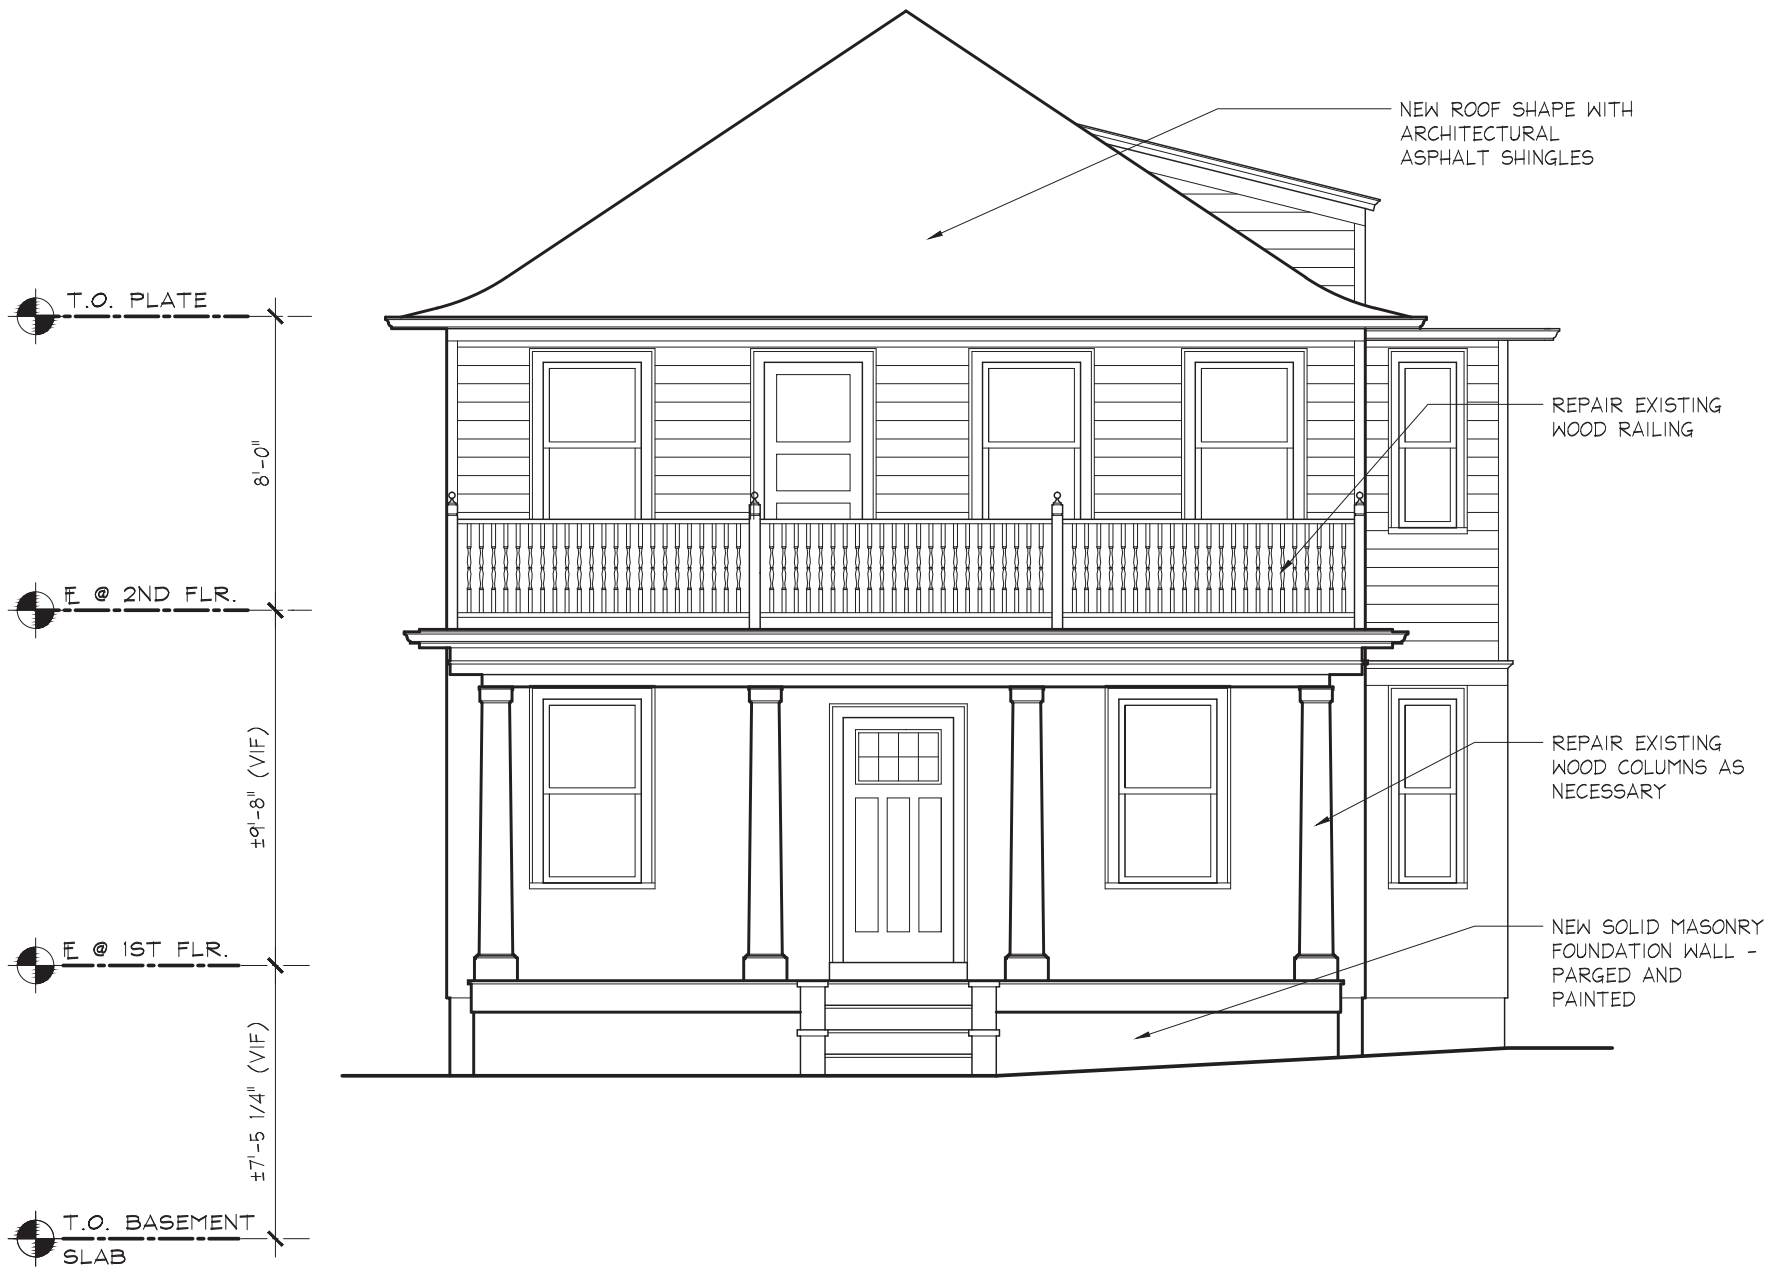 NEW ROOF SHAPE WITH
ARCHITECTURAL
ASPHALT SHINGLES
T.O. PLATE
8'-0"
REPAIR EXISTING
WOOD RAILING
FL @ 2ND FLR.
±9'-8" (VIF)
REPAIR EXISTING
WOOD COLUMNS AS
NECESSARY
FL @ 1ST FLR.
NEW SOLID MASONRY
FOUNDATION WALL -
PARGED AND
PAINTED
±7'-5 1/4" (VIF)
T.O. BASEMENT
SLAB